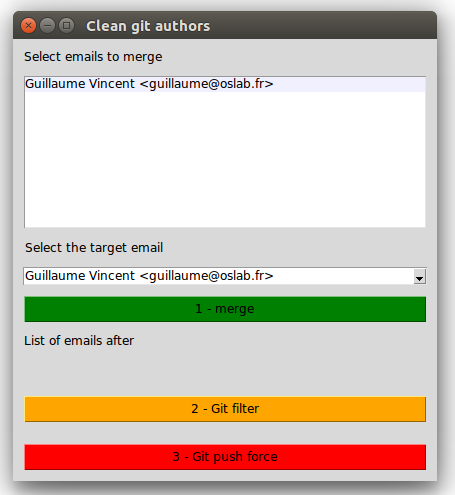 Clean git authors
Select emails to merge
Guillaume Vincent <guillaume@oslab.fr>
Select the target email
Guillaume Vincent <guillaume@oslab.fr>
1 - merge
List of emails after
2 - Git filter
3 - Git push force